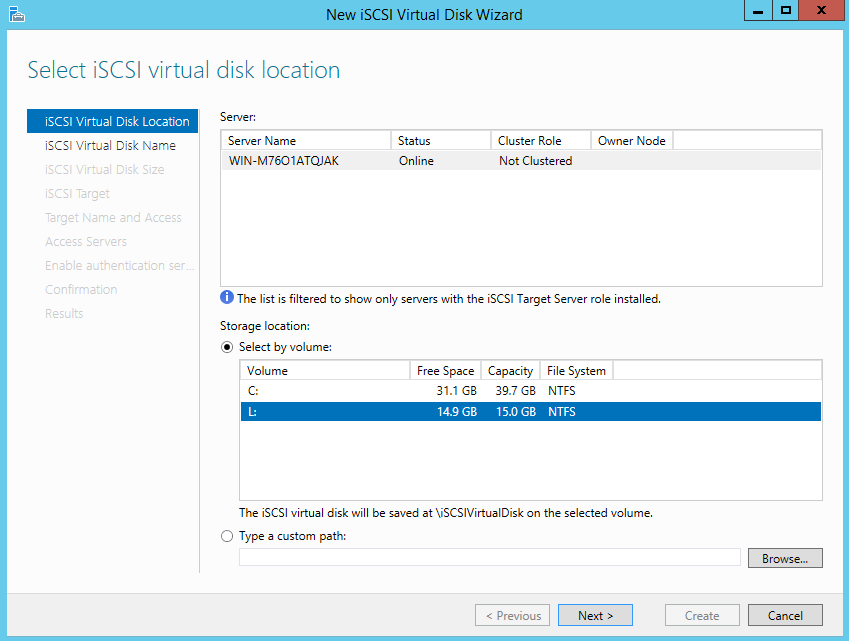 New iSCSI Virtual Disk Wizard
Select iSCSI virtual disk location
iSCSI Virtual Disk Location
iSCSI Virtual Disk Name
iSCSI Virtual Disk Size
iSCSI Target
Target Name and Access
Access Servers
Enable authentication ser...
Confirmation
Results
Server:
Server Name Status Cluster Role Owner Node
WIN-M76O1ATQJAK Online Not Clustered
The list is filtered to show only servers with the iSCSI Target Server role installed.
Storage location:
Select by volume:
Volume Free Space Capacity File System
C: 31.1 GB 39.7 GB NTFS
L: 14.9 GB 15.0 GB NTFS
The iSCSI virtual disk will be saved at \iSCSIVirtualDisk on the selected volume.
Type a custom path:
Browse...
< Previous Next > Create Cancel